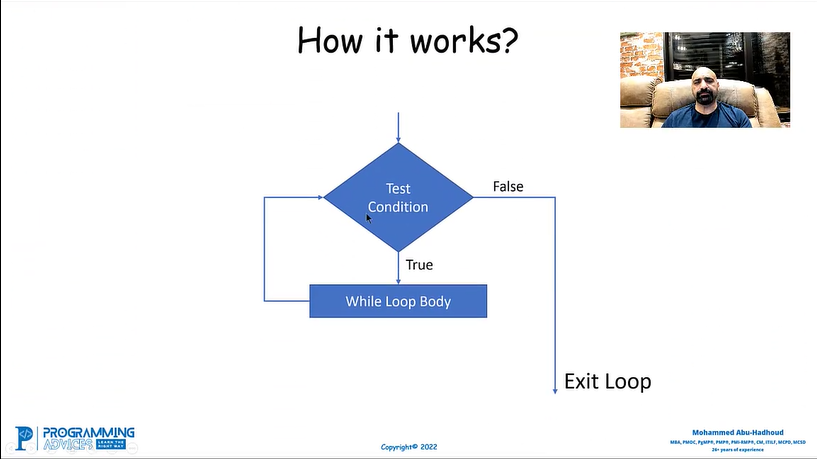 How it works?
Test
Condition
False
True
While Loop Body
Exit Loop
PROGRAMMING
ADVICES
LEARN THE
RIGHT WAY
Copyright© 2022
Mohammed Abu-Hadhoud
MBA, PMOC, PgMP®, PMP®, PMI-RMP®, CM, ITILF, MCPD, MCSD
26+ years of experience